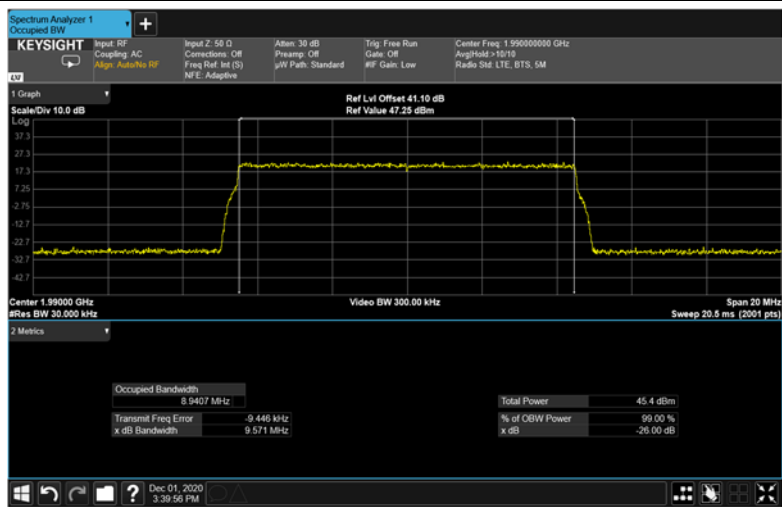 Spectrum Analyzer 1
Occupied BW
+
KEYSIGHT
Input: RF
Coupling: AC
Align: Auto/No RF
Input Z: 50 Ω
Corrections: Off
Freq Ref: Int (S)
NFE: Adaptive
Atten: 30 dB
Preamp: Off
µW Path: Standard
Trig: Free Run
Gate: Off
#IF Gain: Low
Center Freq: 1.990000000 GHz
Avg|Hold:>10/10
Radio Std: LTE, BTS, 5M
LXI
1 Graph
Scale/Div 10.0 dB
Ref Lvl Offset 41.10 dB
Ref Value 47.25 dBm
Log
37.3
27.3
17.3
7.25
-2.75
-12.7
-22.7
-32.7
-42.7
Center 1.99000 GHz
#Res BW 30.000 kHz
Video BW 300.00 kHz
Span 20 MHz
Sweep 20.5 ms (2001 pts)
2 Metrics
Occupied Bandwidth
8.9407 MHz
Transmit Freq Error -9.446 kHz
x dB Bandwidth 9.571 MHz
Total Power 45.4 dBm
% of OBW Power 99.00 %
x dB -26.00 dB
?
Dec 01, 2020
3:39:56 PM